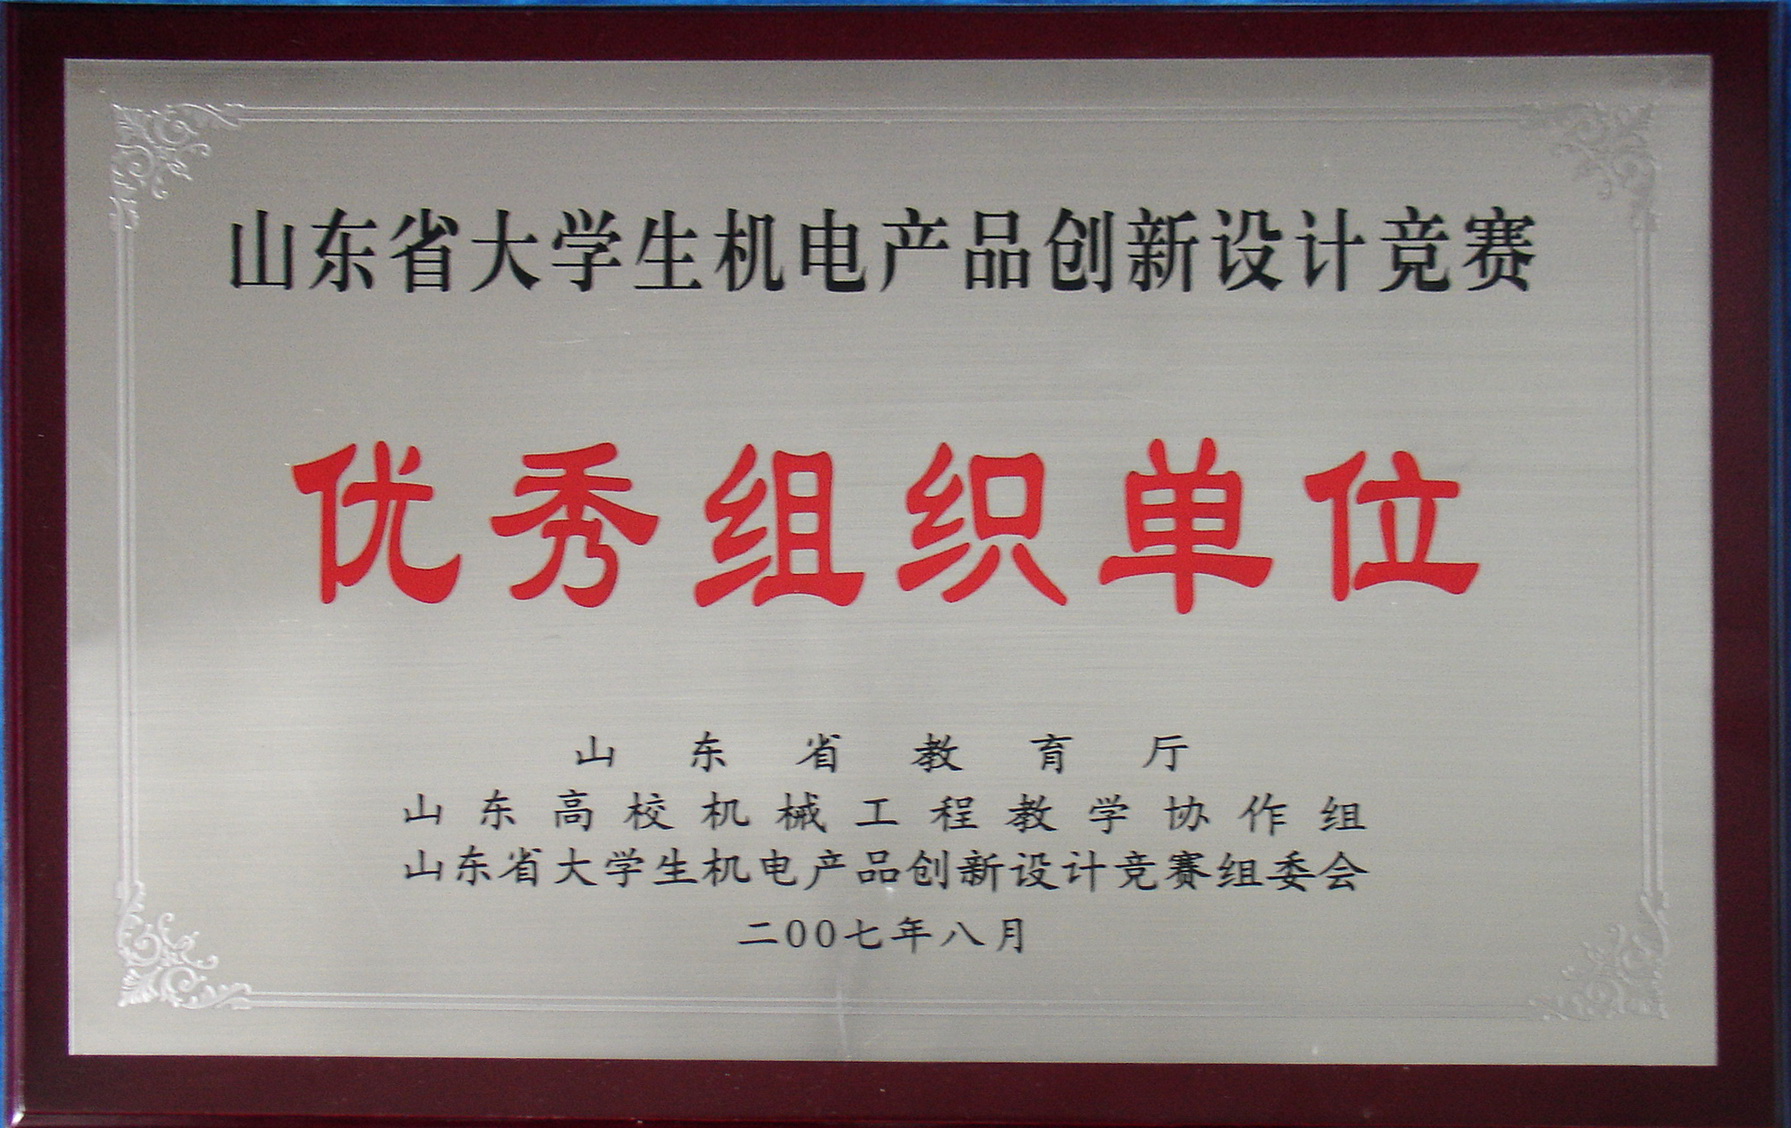 山东省大学生机电产品创新设计竞赛
优秀组织单位
山东省教育厅
山东高校机械工程教学协作组
山东省大学生机电产品创新设计竞赛组委会
二00七年八月